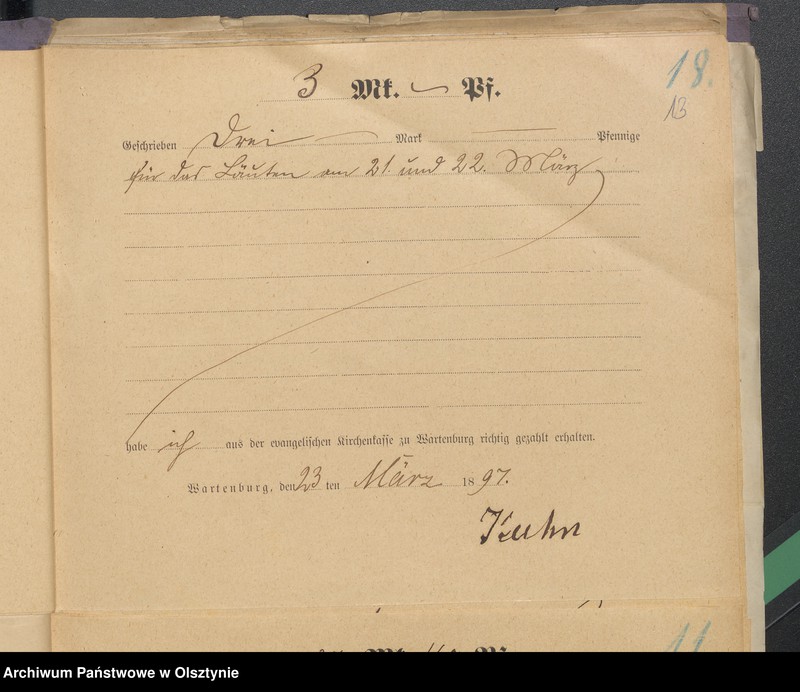 18.
13
3 Mk. — Pf.
Geschrieben Drei — Mark — Pfennige
für das Läuten am 21. und 22. März
habe ich aus der evangelischen Kirchenkasse zu Wartenburg richtig gezahlt erhalten.
Wartenburg, den 23 ten März 1897.
Kuhn
11
Archiwum Państwowe w Olsztynie